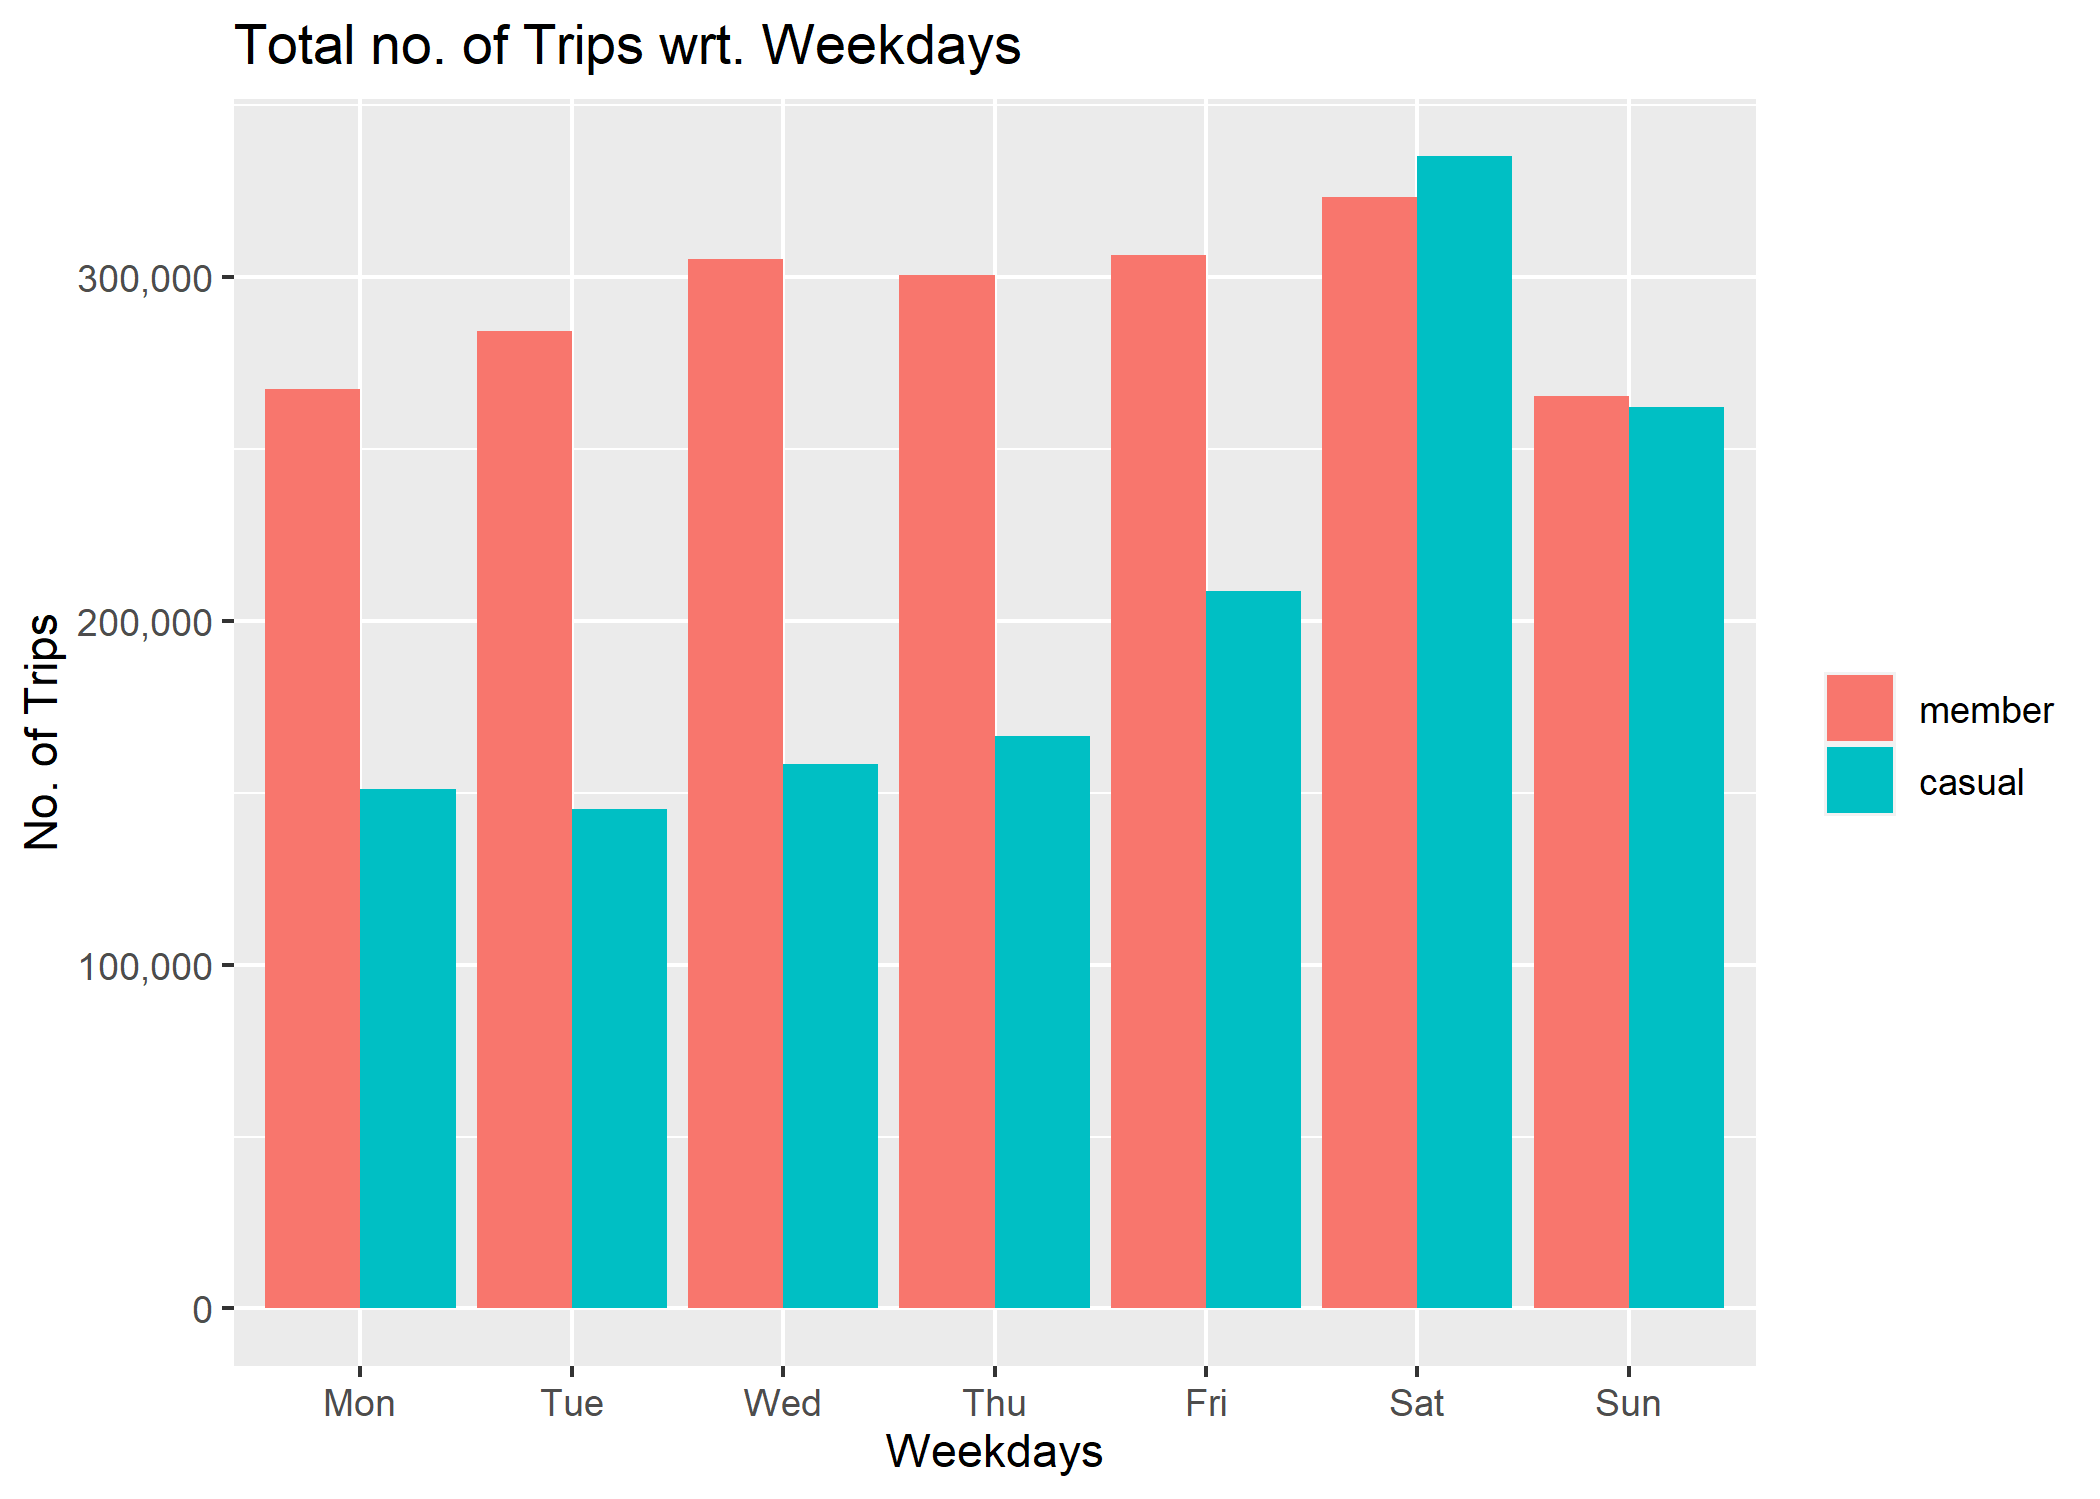 Total no. of Trips wrt. Weekdays
No. of Trips
300,000
200,000
100,000
0
Mon Tue Wed Thu Fri Sat Sun
Weekdays
member
casual